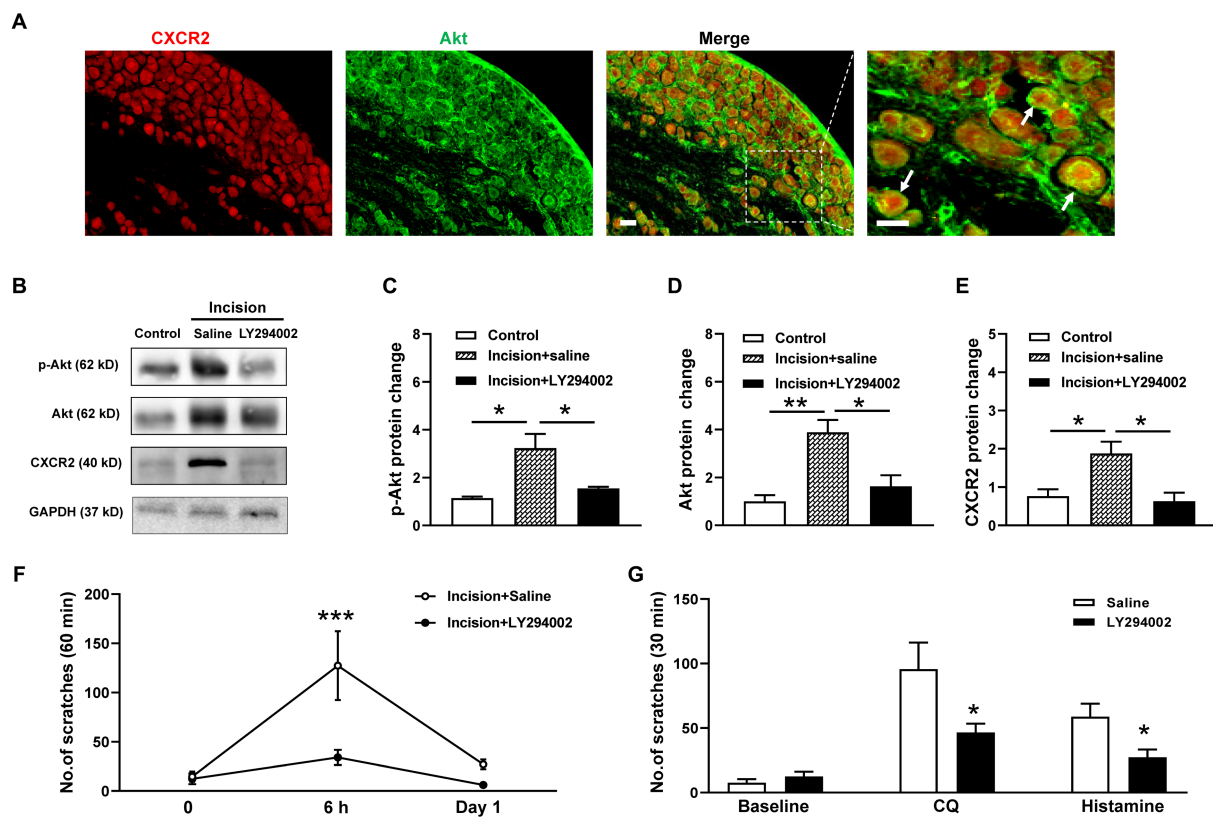 A
CXCR2
Akt
Merge
B
Incision
Control
Saline
LY294002
p-Akt (62 kD)
Akt (62 kD)
CXCR2 (40 kD)
GAPDH (37 kD)
C
Control
Incision+saline
Incision+LY294002
p-Akt protein change
8
6
4
2
0
*
*
D
Control
Incision+saline
Incision+LY294002
Akt protein change
8
6
4
2
0
**
*
E
Control
Incision+saline
Incision+LY294002
CXCR2 protein change
5
4
3
2
1
0
*
*
F
Incision+Saline
Incision+LY294002
No.of scratches (60 min)
200
150
100
50
0
***
0
6 h
Day 1
G
Saline
LY294002
No.of scratches (30 min)
150
100
50
0
*
*
Baseline
CQ
Histamine